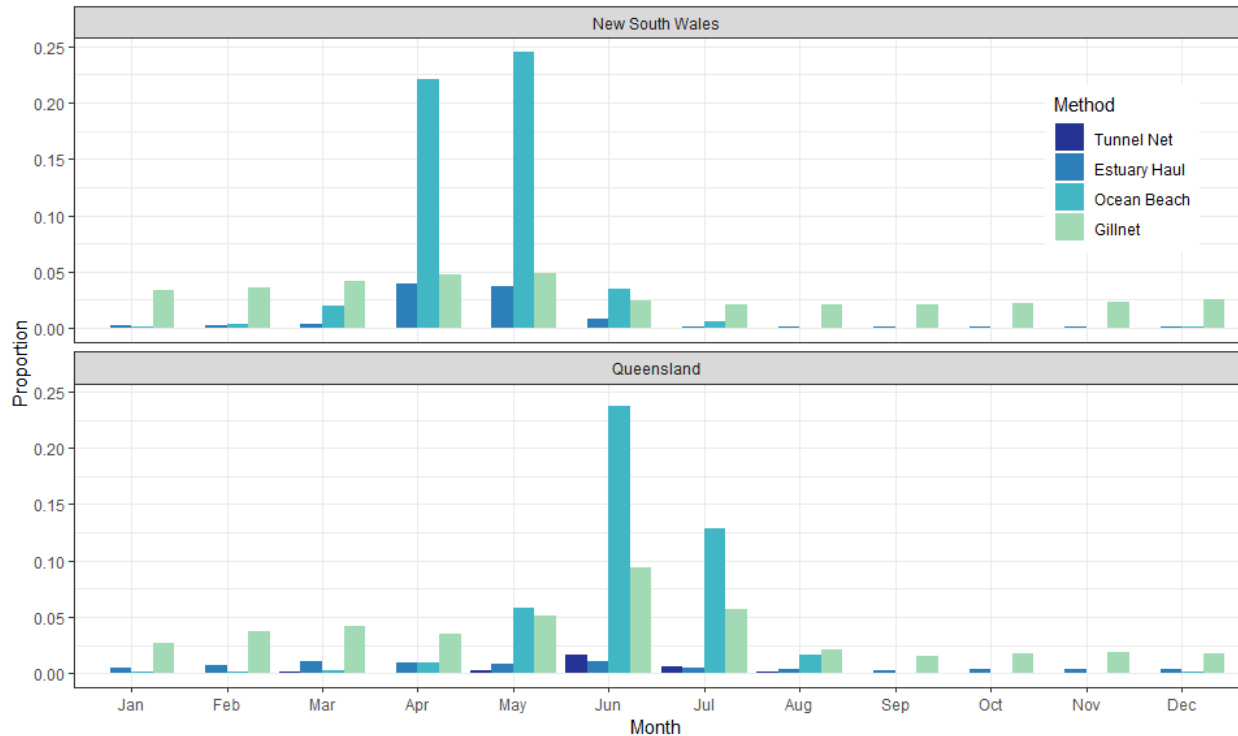 New South Wales
0.25
0.20
0.15
0.10
0.05
0.00
Method
Tunnel Net
Estuary Haul
Ocean Beach
Gillnet
Proportion
Queensland
0.25
0.20
0.15
0.10
0.05
0.00
Jan Feb Mar Apr May Jun Jul Aug Sep Oct Nov Dec
Month